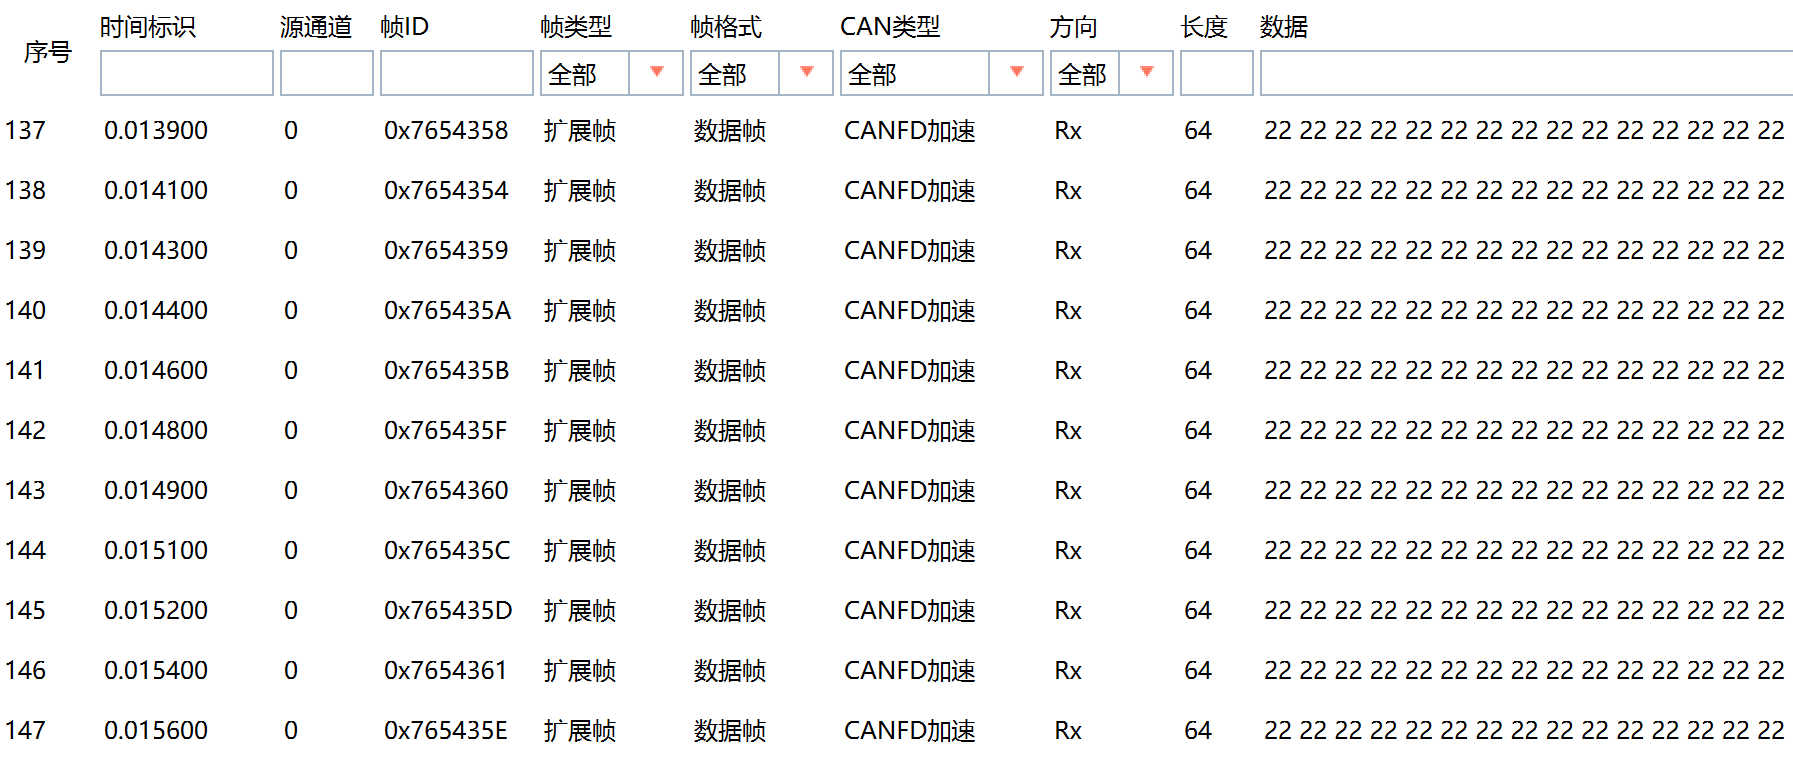 序号 时间标识 源通道 帧ID 帧类型 帧格式 CAN类型 方向 长度 数据
全部 全部 全部 全部
137 0.013900 0 0x7654358 扩展帧 数据帧 CANFD加速 Rx 64 22 22 22 22 22 22 22 22 22 22 22 22 22 22 22
138 0.014100 0 0x7654354 扩展帧 数据帧 CANFD加速 Rx 64 22 22 22 22 22 22 22 22 22 22 22 22 22 22 22
139 0.014300 0 0x7654359 扩展帧 数据帧 CANFD加速 Rx 64 22 22 22 22 22 22 22 22 22 22 22 22 22 22 22
140 0.014400 0 0x765435A 扩展帧 数据帧 CANFD加速 Rx 64 22 22 22 22 22 22 22 22 22 22 22 22 22 22 22
141 0.014600 0 0x765435B 扩展帧 数据帧 CANFD加速 Rx 64 22 22 22 22 22 22 22 22 22 22 22 22 22 22 22
142 0.014800 0 0x765435F 扩展帧 数据帧 CANFD加速 Rx 64 22 22 22 22 22 22 22 22 22 22 22 22 22 22 22
143 0.014900 0 0x7654360 扩展帧 数据帧 CANFD加速 Rx 64 22 22 22 22 22 22 22 22 22 22 22 22 22 22 22
144 0.015100 0 0x765435C 扩展帧 数据帧 CANFD加速 Rx 64 22 22 22 22 22 22 22 22 22 22 22 22 22 22 22
145 0.015200 0 0x765435D 扩展帧 数据帧 CANFD加速 Rx 64 22 22 22 22 22 22 22 22 22 22 22 22 22 22 22
146 0.015400 0 0x7654361 扩展帧 数据帧 CANFD加速 Rx 64 22 22 22 22 22 22 22 22 22 22 22 22 22 22 22
147 0.015600 0 0x765435E 扩展帧 数据帧 CANFD加速 Rx 64 22 22 22 22 22 22 22 22 22 22 22 22 22 22 22